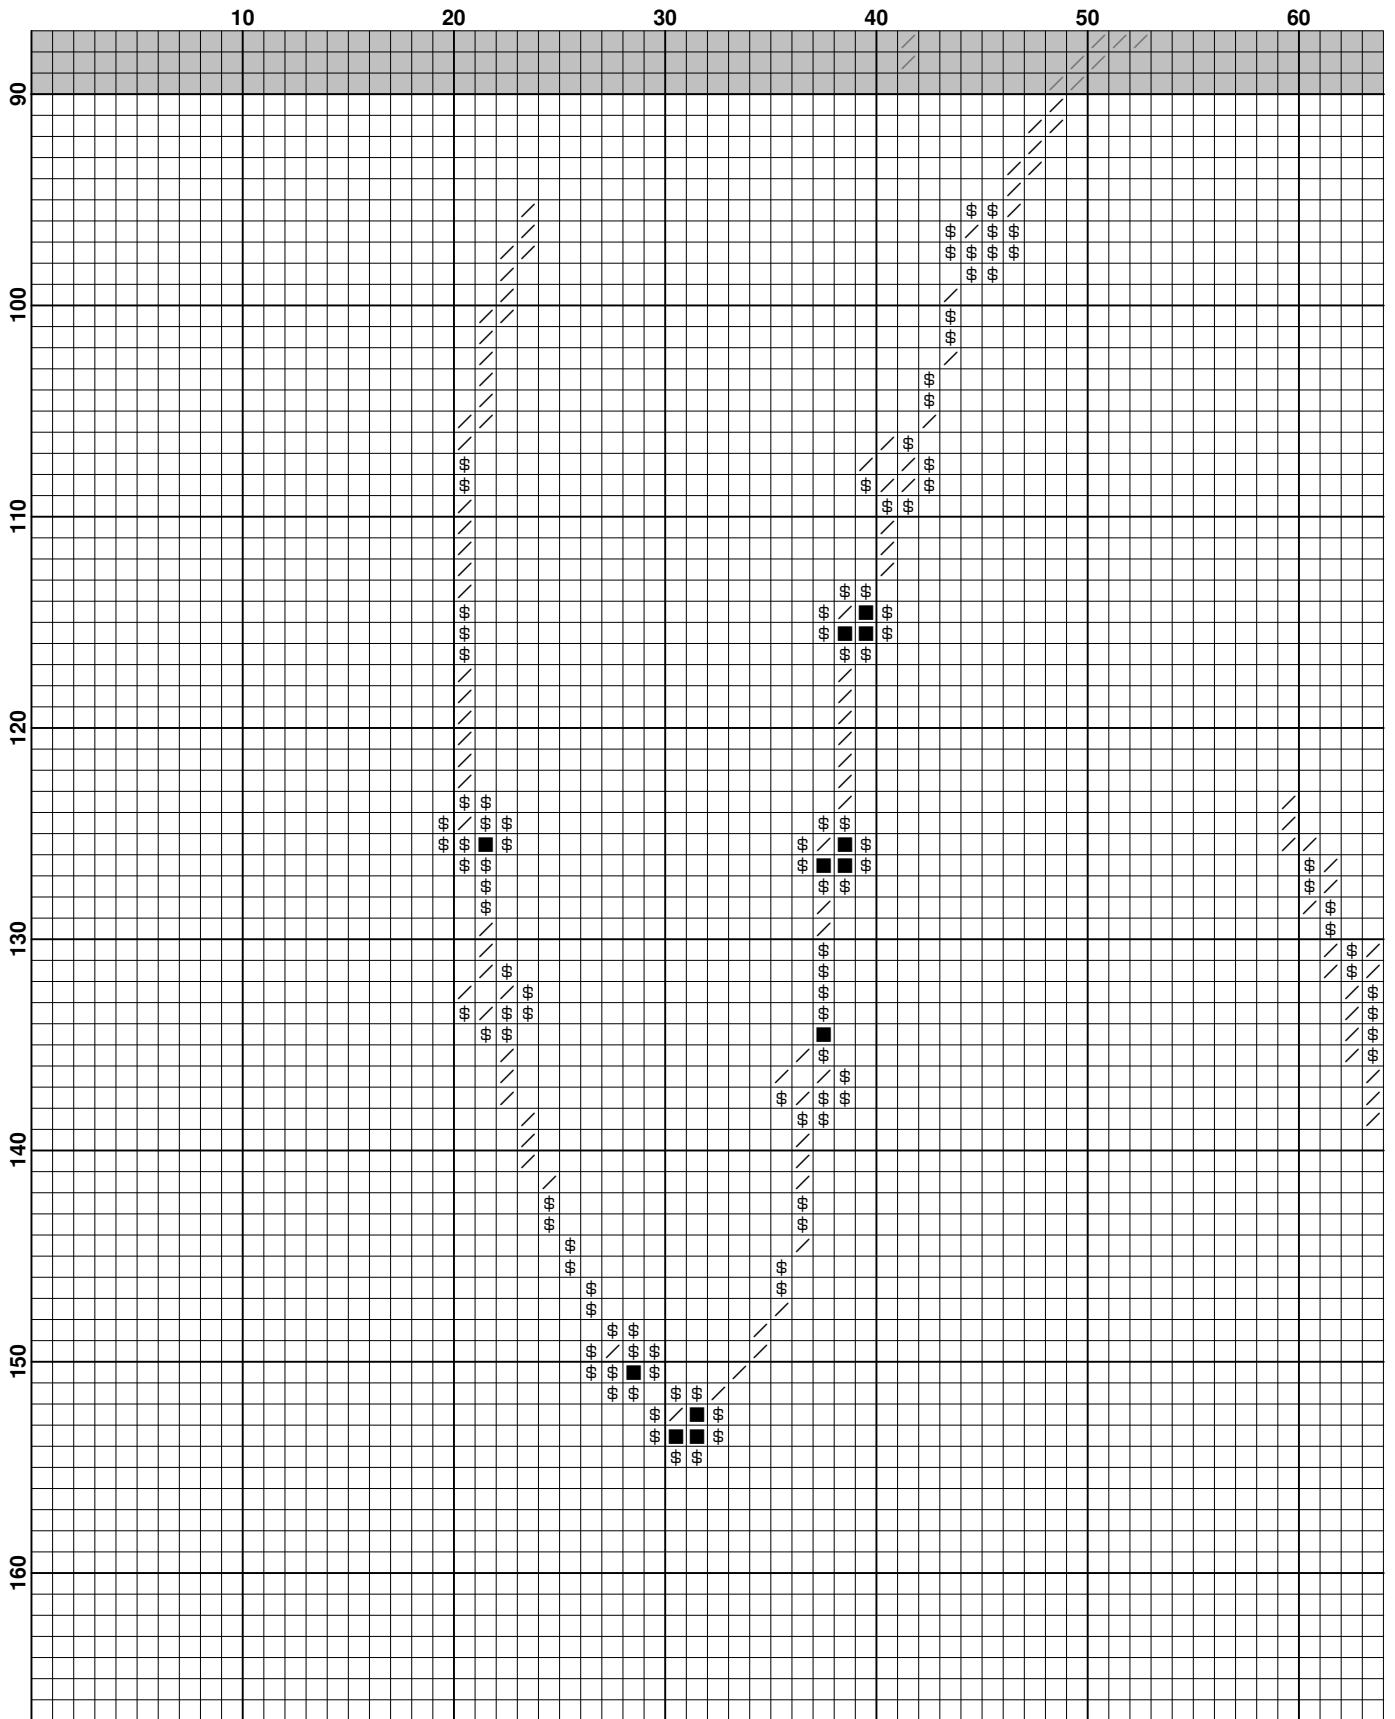 10 20 30 40 50 60
/ / / /
/ / /
/ /
90
/
/ /
/
/ /
/
/ $ $ /
/ $ / $ $
/ / $ $ $ $
/ $ $
/ /
100
/ / $
/ $
/ /
/ $
/ $
/ / /
/ / $
$ / / $
$ $ / / $
/ $ $
110
/ /
/ /
/ /
/ $ $
$ $ / ■ $
$ $ ■ ■ $
$ $ $
/ /
/ /
/ /
120
/ /
/ /
/ /
$ $ / /
$ / $ $ $ $ /
$ $ ■ $ $ / ■ $ / /
$ $ $ ■ ■ $ $ /
$ $ $ $ /
$ / / $
/ / $
130
/ $ / $ /
/ $ $ / $ /
/ / $ $ / $
$ / $ $ $ / $
$ $ ■ / $
/ / $ / $
/ / / $ /
/ $ / $ $ /
/ $ $ /
/ /
140
/ /
/ /
$ $
$ $
$ /
$ $
$ $
$ /
$ $ /
$ / $ $ /
150
$ $ ■ $ /
$ $ $ $ /
$ / ■ $
$ ■ ■ $
$ $
160